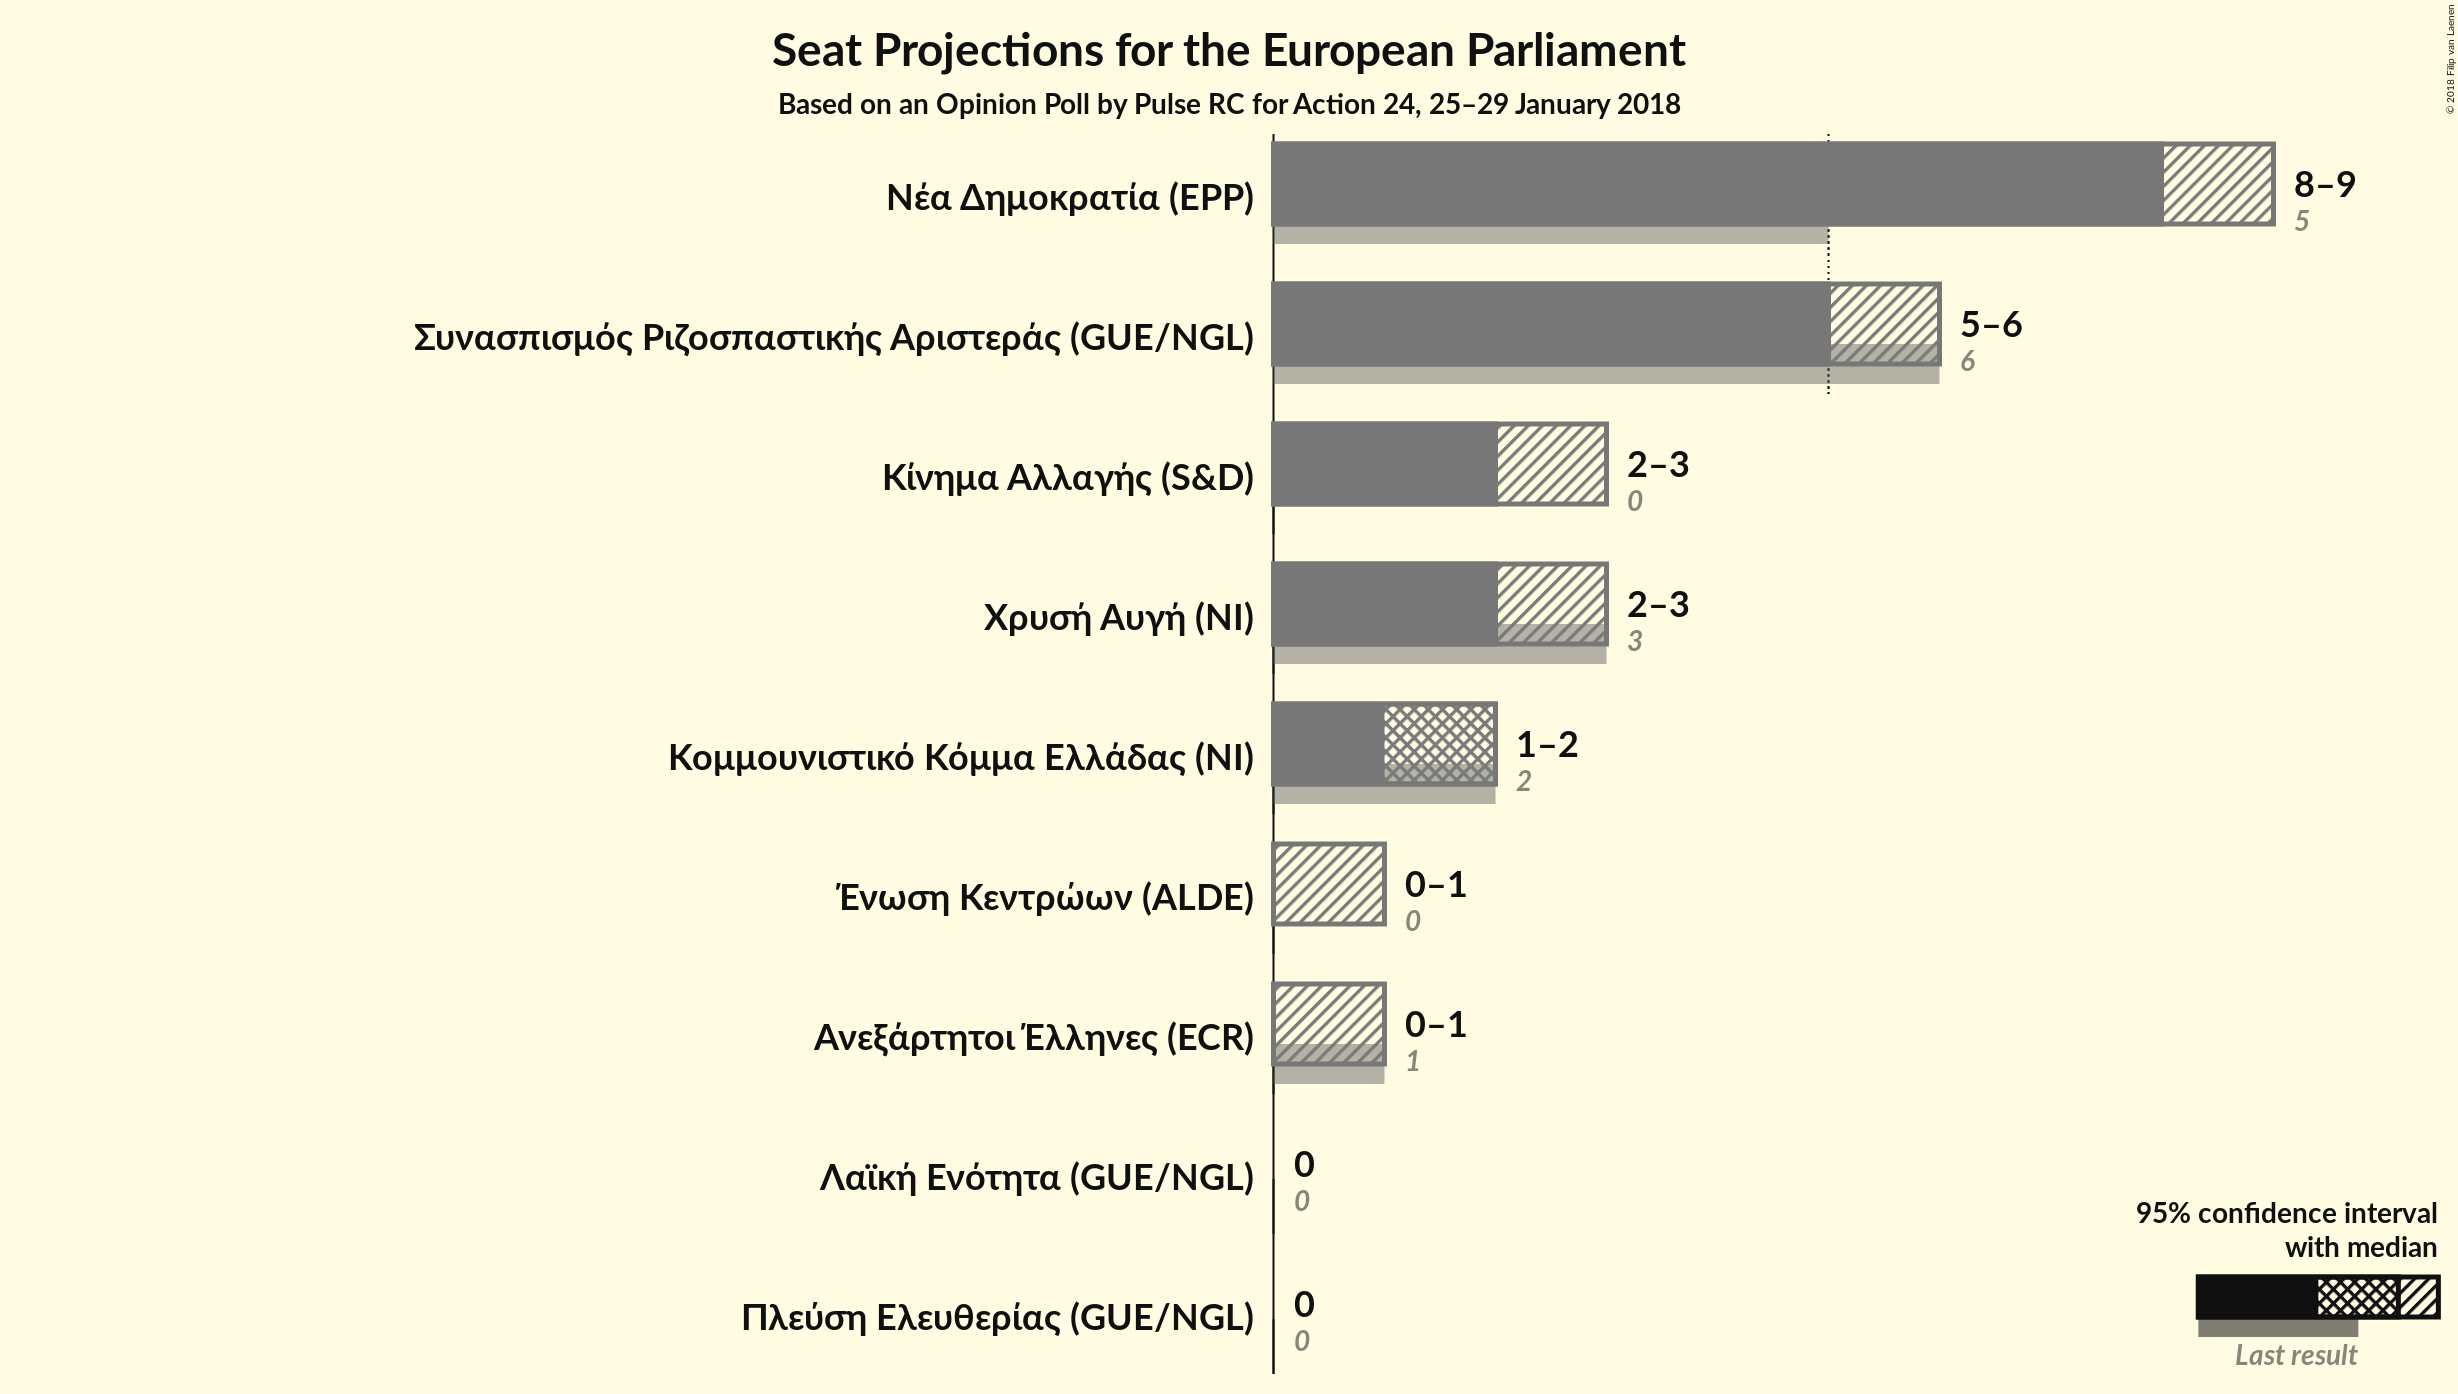 Seat Projections for the European Parliament
Based on an Opinion Poll by Pulse RC for Action 24, 25–29 January 2018
© 2018 Filip van Laenen
Νέα Δημοκρατία (EPP)
8–9
5
Συνασπισμός Ριζοσπαστικής Αριστεράς (GUE/NGL)
5–6
6
Κίνημα Αλλαγής (S&D)
2–3
0
Χρυσή Αυγή (NI)
2–3
3
Κομμουνιστικό Κόμμα Ελλάδας (NI)
1–2
2
Ένωση Κεντρώων (ALDE)
0–1
0
Ανεξάρτητοι Έλληνες (ECR)
0–1
1
Λαϊκή Ενότητα (GUE/NGL)
0
0
Πλεύση Ελευθερίας (GUE/NGL)
0
0
95% confidence interval
with median
Last result